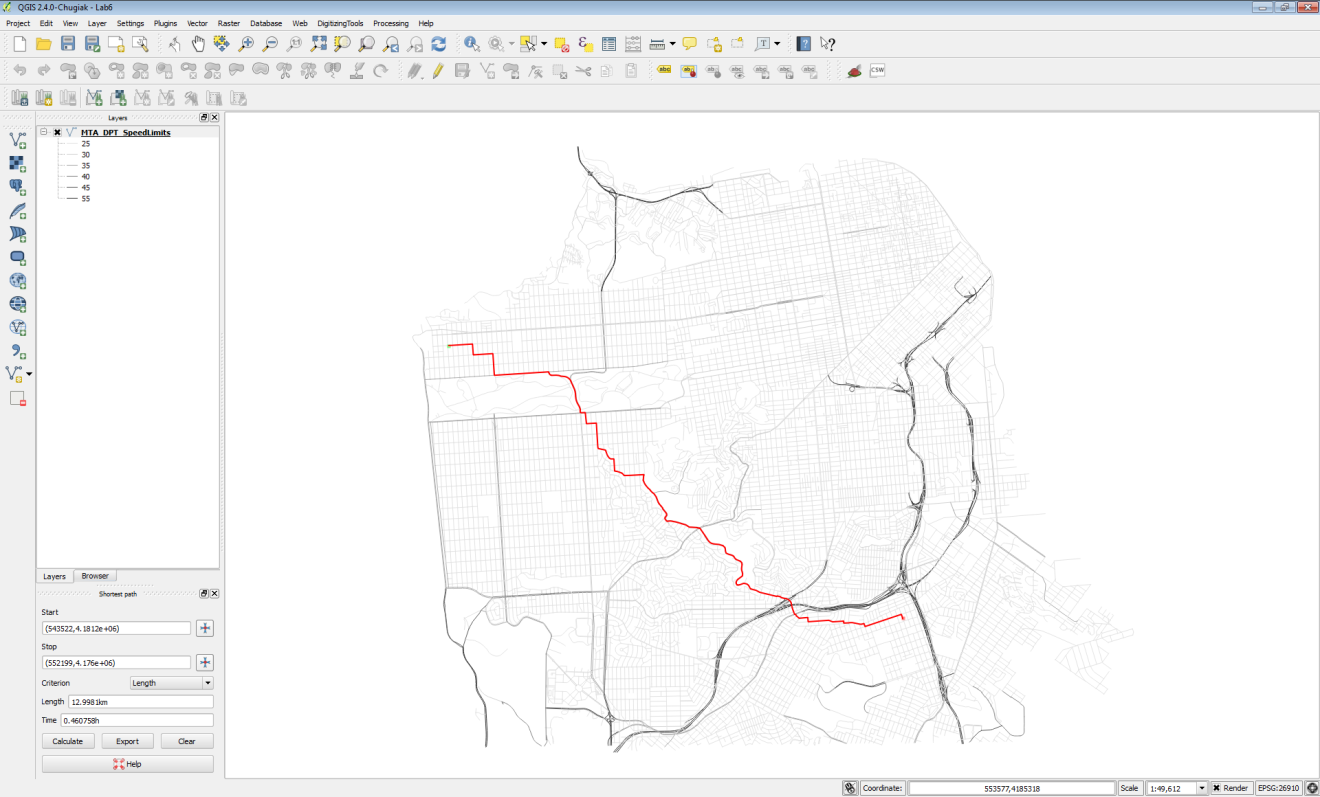 QGIS 2.4.0-Chugiak - Lab6
Project Edit View Layer Settings Plugins Vector Raster Database Web DigitizingTools Processing Help
abc
CSW
Layers
MTA_DPT_SpeedLimits
25
30
35
40
45
55
Layers Browser
Shortest path
Start
(543522,4.1812e+06)
Stop
(552199,4.176e+06)
Criterion Length
Length 12.9981km
Time 0.460758h
Calculate Export Clear
Help
Coordinate: 553577,4185318 Scale 1:49,612 Render EPSG:26910